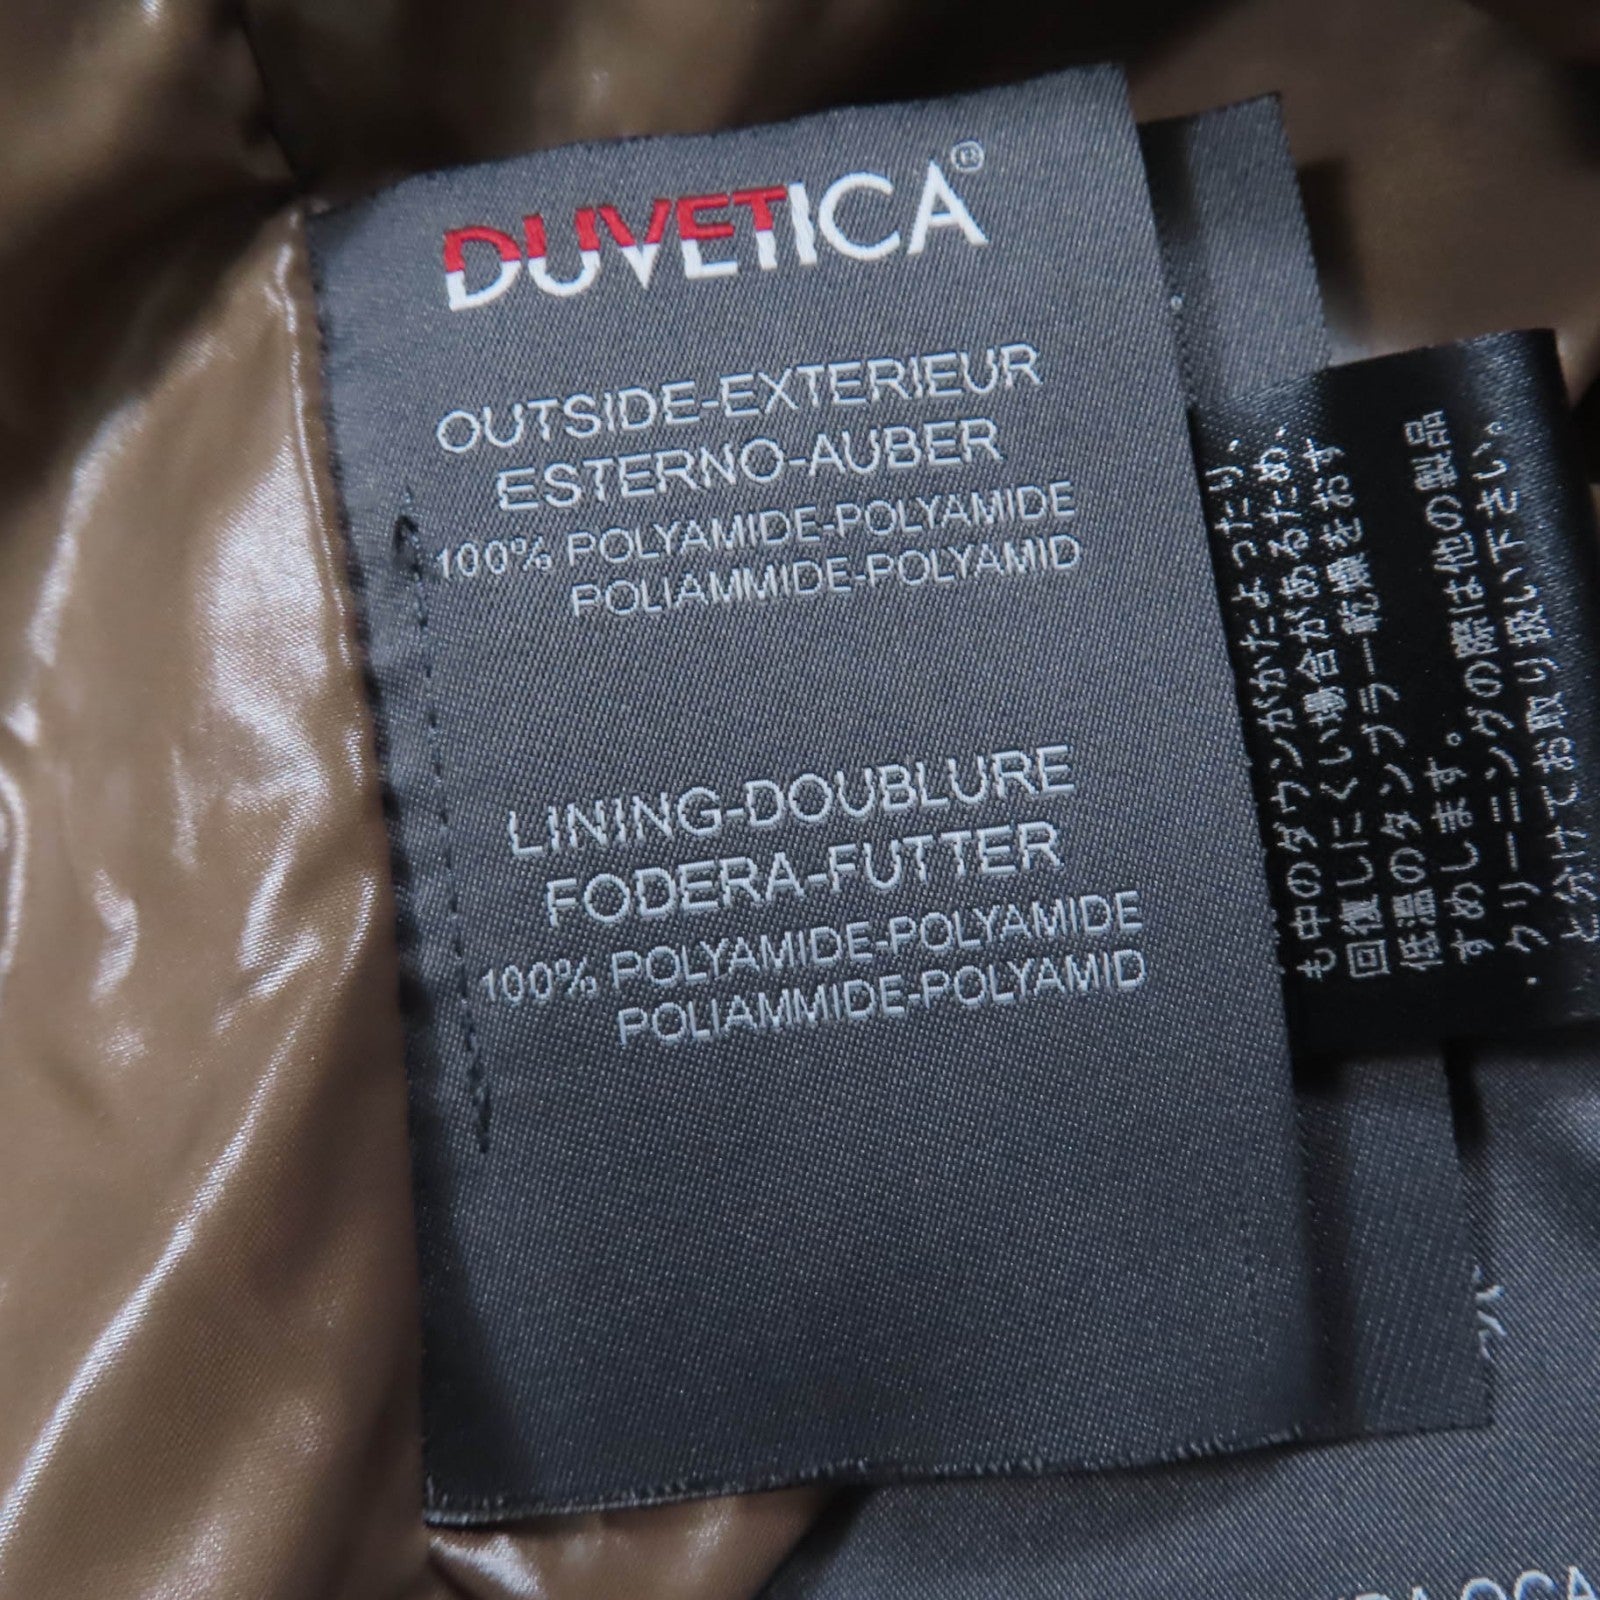 DUVETICA®
OUTSIDE-EXTERIEUR
ESTERNO-AUBER
100% POLYAMIDE-POLYAMIDE
POLIAMMIDE-POLYAMID
LINING-DOUBLURE
FODERA-FUTTER
100% POLYAMIDE-POLYAMIDE
POLIAMMIDE-POLYAMID
も中のダウンがかたよったり、
回復しにくい場合があるため、
低温のタンブラー乾燥をおす
すめします。
・クリーニングの際は他の製品
と分けてお取り扱い下さい。